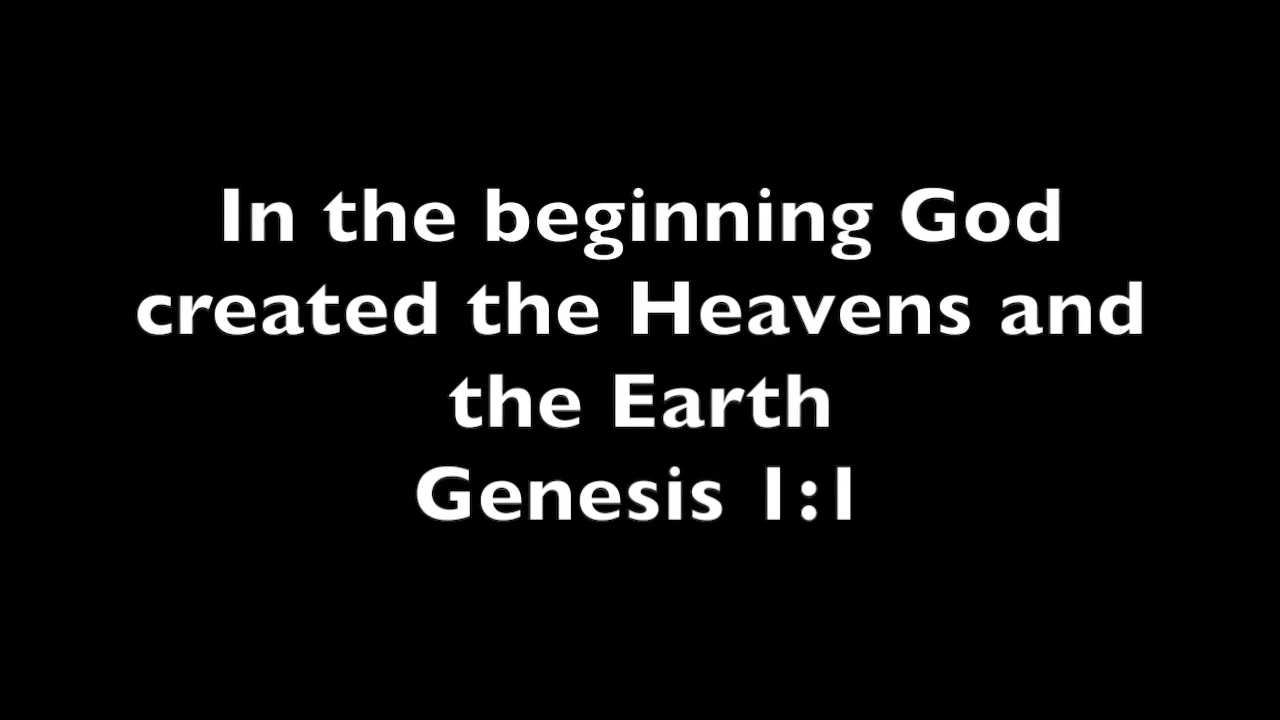 In the beginning God
created the Heavens and
the Earth
Genesis 1:1